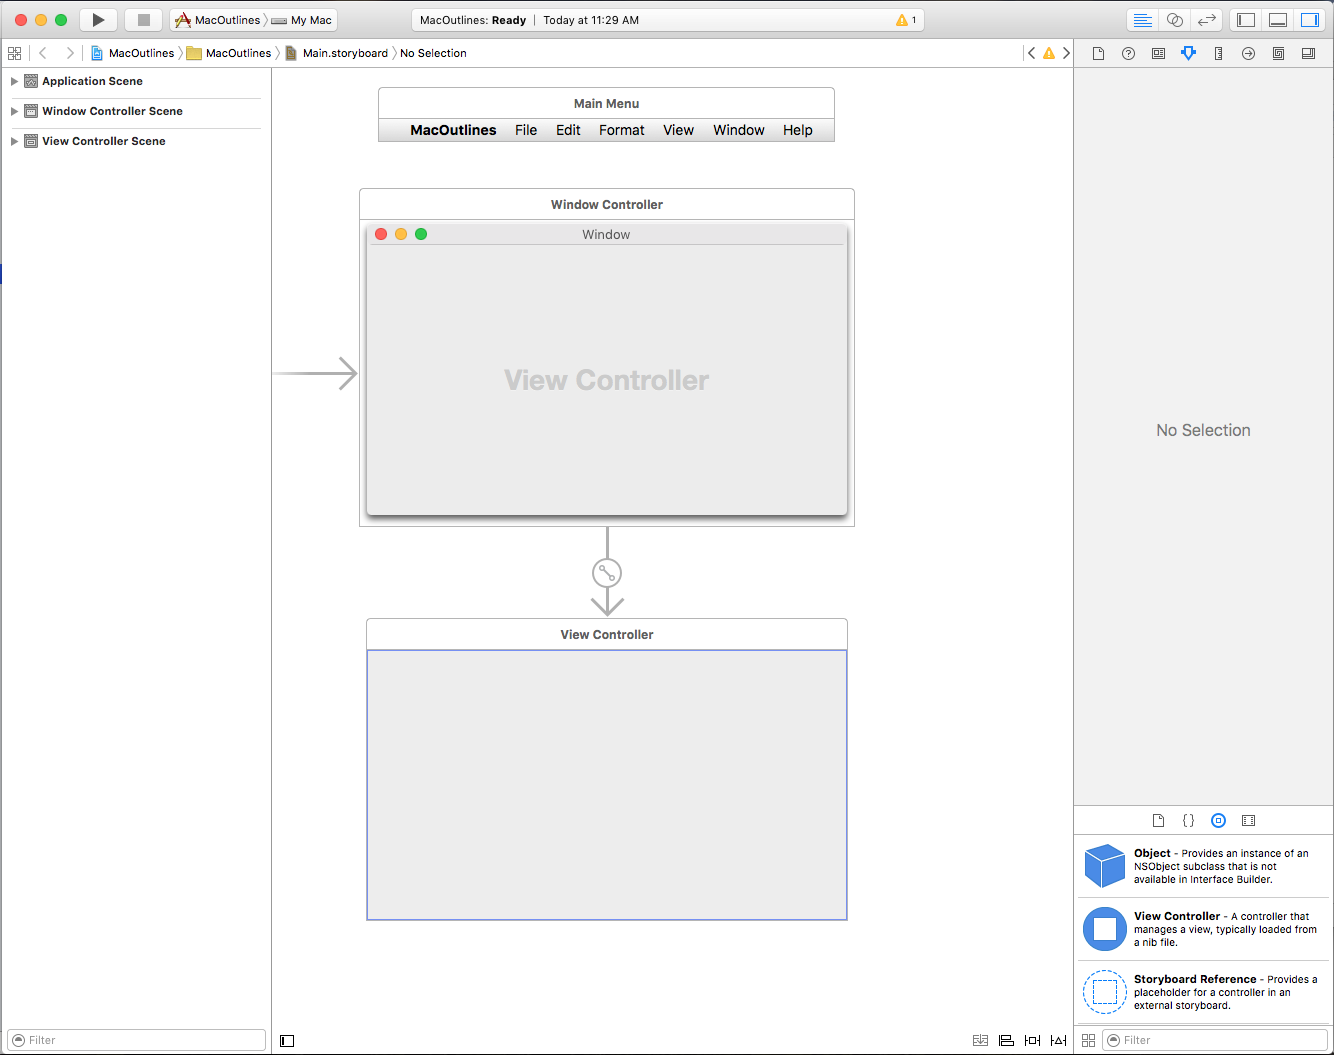 MacOutlines My Mac
MacOutlines: Ready Today at 11:29 AM 1
MacOutlines MacOutlines Main.storyboard No Selection
Application Scene
Window Controller Scene
View Controller Scene
Main Menu
MacOutlines File Edit Format View Window Help
Window Controller
Window
View Controller
View Controller
No Selection
{}
Object - Provides an instance of an
NSObject subclass that is not
available in Interface Builder.
View Controller - A controller that
manages a view, typically loaded from
a nib file.
Storyboard Reference - Provides a
placeholder for a controller in an
external storyboard.
Filter
Filter